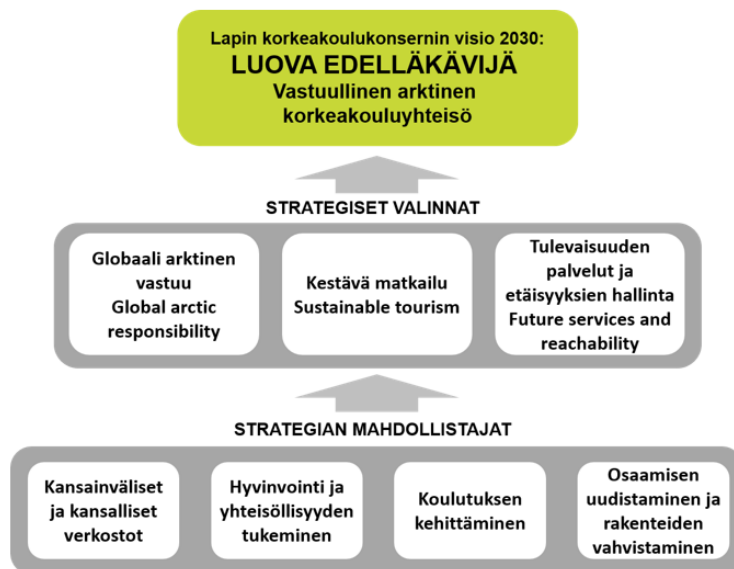 Lapin korkeakoulukonsernin visio 2030:
LUOVA EDELLÄKÄVIJÄ
Vastuullinen arktinen
korkeakouluyhteisö
STRATEGISET VALINNAT
Globaali arktinen
vastuu
Global arctic
responsibility
Kestävä matkailu
Sustainable tourism
Tulevaisuuden
palvelut ja
etäisyyksien hallinta
Future services and
reachability
STRATEGIAN MAHDOLLISTAJAT
Kansainväliset
ja kansalliset
verkostot
Hyvinvointi ja
yhteisöllisyyden
tukeminen
Koulutuksen
kehittäminen
Osaamisen
uudistaminen ja
rakenteiden
vahvistaminen